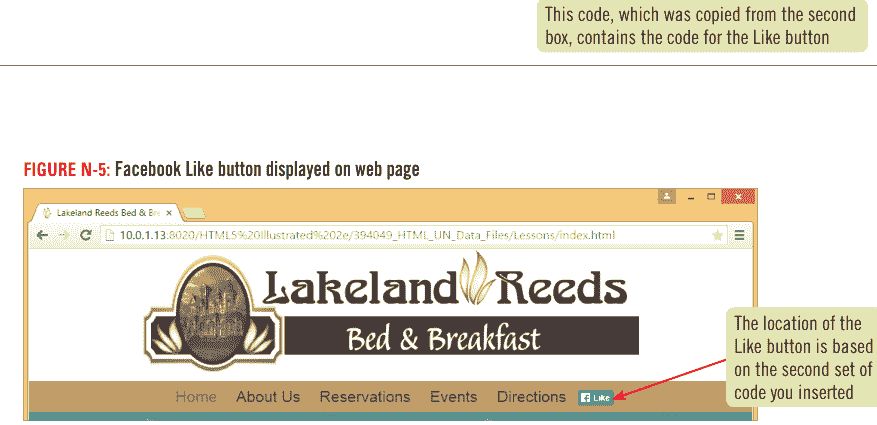 This code, which was copied from the second
box, contains the code for the Like button
FIGURE N-5: Facebook Like button displayed on web page
Lakeland Reeds Bed & Bre
10.0.1.13:8020/HTML5%20Illustrated%202e/394049_HTML_UN_Data_Files/Lessons/index.html
Lakeland Reeds
Bed & Breakfast
The location of the
Like button is based
on the second set of
code you inserted
Home About Us Reservations Events Directions Like